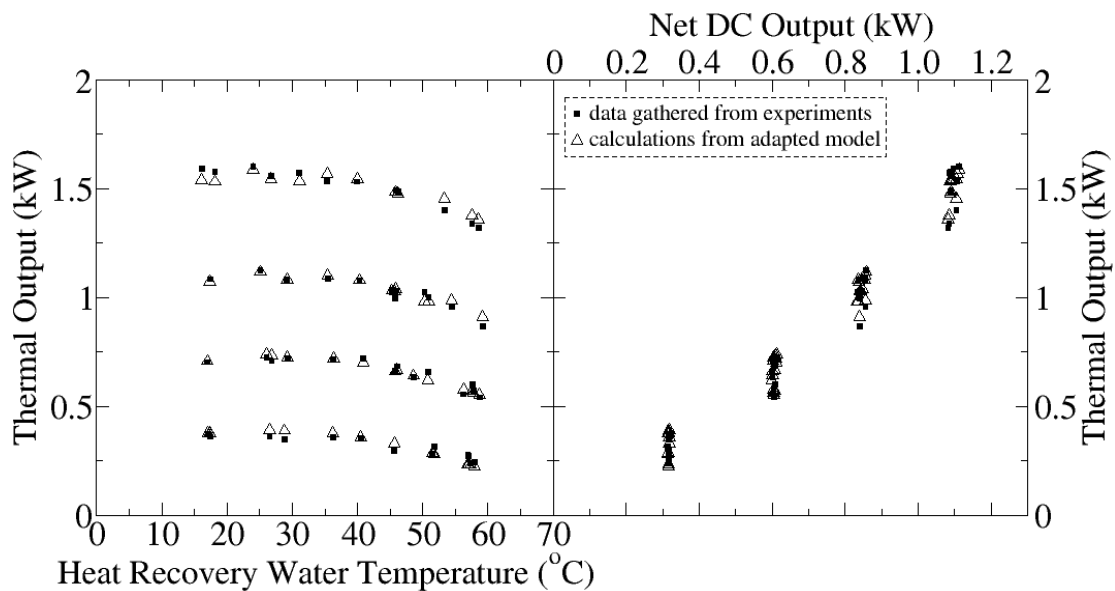 Net DC Output (kW)
0 0.2 0.4 0.6 0.8 1.0 1.2
2 2
data gathered from experiments
calculations from adapted model
1.5 1.5
Thermal Output (kW)
Thermal Output (kW)
1 1
0.5 0.5
0 0
0 10 20 30 40 50 60 70
Heat Recovery Water Temperature (°C)